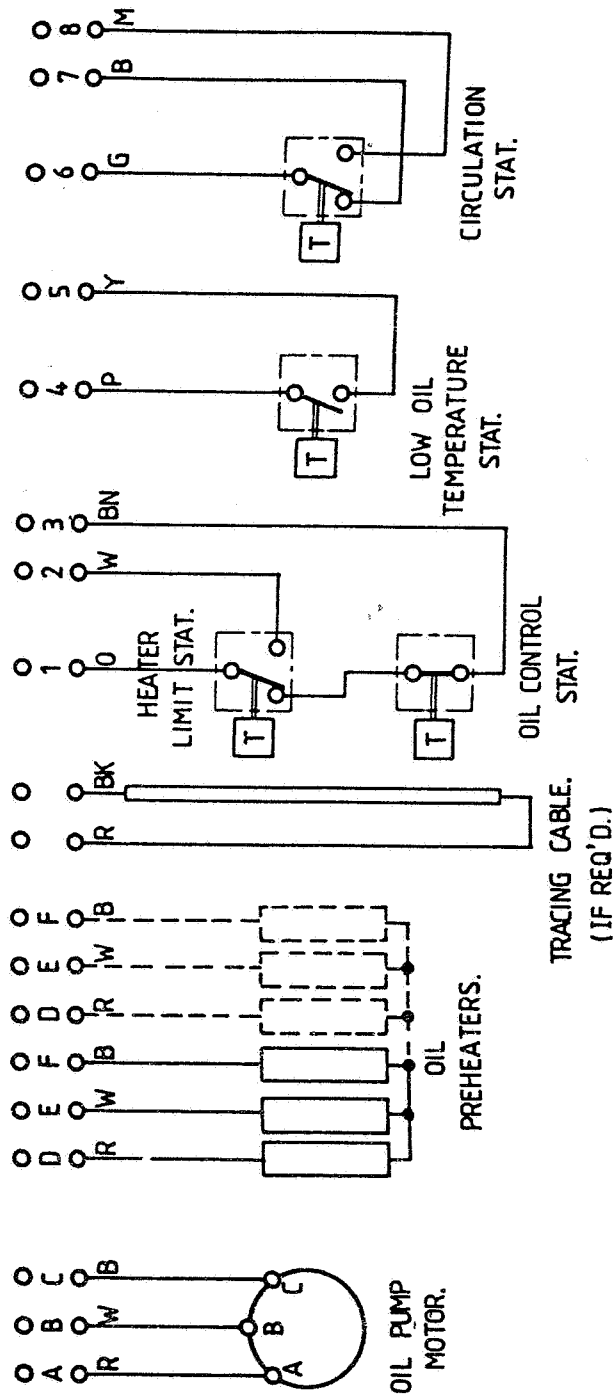 A B C D E F D E F 1 2 3 4 5 6 7 8
R W B R W B R W B R BK O W BN P Y G B M
A B C
T T T T
HEATER
LIMIT STAT.
OIL PUMP
MOTOR.
OIL
PREHEATERS.
TRACING CABLE.
(IF REQ'D.)
OIL CONTROL
STAT.
LOW OIL
TEMPERATURE
STAT.
CIRCULATION
STAT.